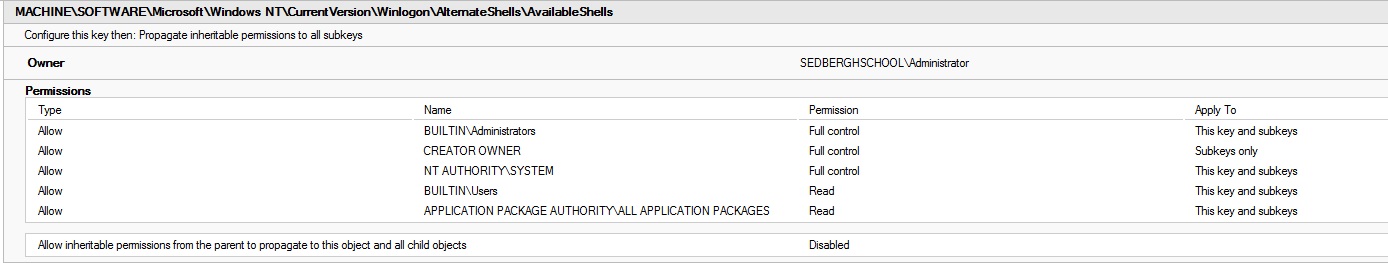 MACHINE\SOFTWARE\Microsoft\Windows NT\CurrentVersion\Winlogon\AlternateShells\AvailableShells
Configure this key then: Propagate inheritable permissions to all subkeys
Owner SEDBERGHSCHOOL\Administrator
Permissions
Type Name Permission Apply To
Allow BUILTIN\Administrators Full control This key and subkeys
Allow CREATOR OWNER Full control Subkeys only
Allow NT AUTHORITY\SYSTEM Full control This key and subkeys
Allow BUILTIN\Users Read This key and subkeys
Allow APPLICATION PACKAGE AUTHORITY\ALL APPLICATION PACKAGES Read This key and subkeys
Allow inheritable permissions from the parent to propagate to this object and all child objects Disabled